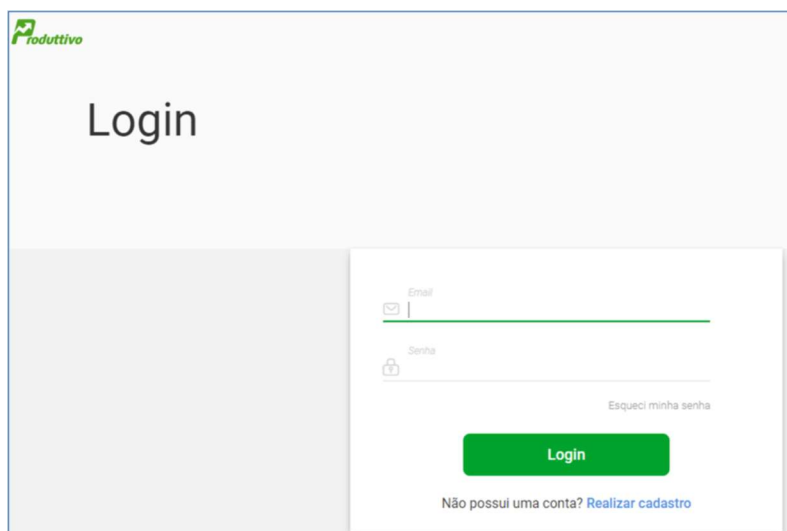 Produttivo
Login
Email
Senha
Esqueci minha senha
Login
Não possui uma conta? Realizar cadastro